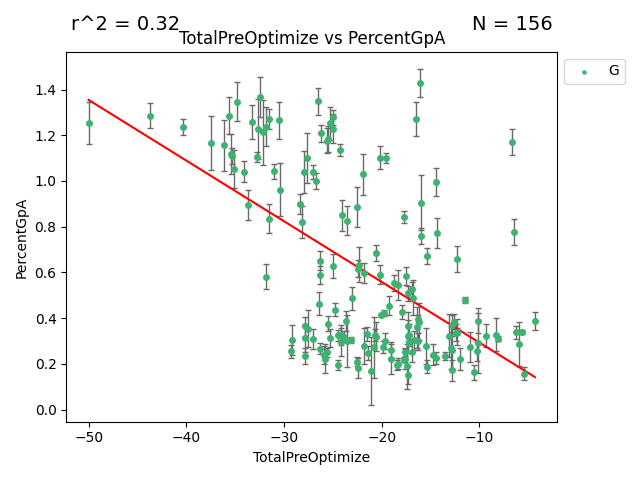 r^2 = 0.32
N = 156
TotalPreOptimize vs PercentGpA
G
PercentGpA
1.4
1.2
1.0
0.8
0.6
0.4
0.2
0.0
−50 −40 −30 −20 −10
TotalPreOptimize